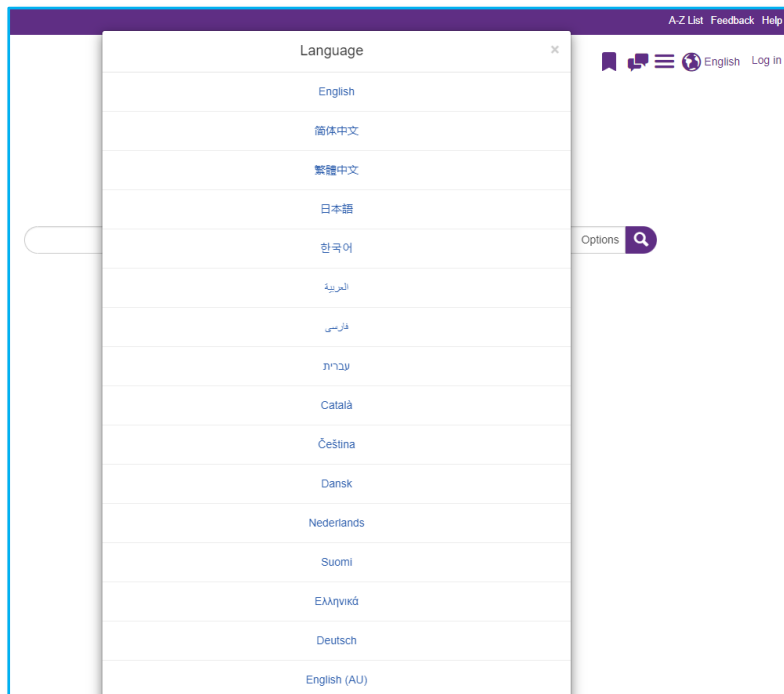 A-Z List Feedback Help
Language ×
English Log in
English
简体中文
繁體中文
日本語
한국어
العربية
فارسی
עברית
Català
Čeština
Dansk
Nederlands
Suomi
Options
Ελληνικά
Deutsch
English (AU)